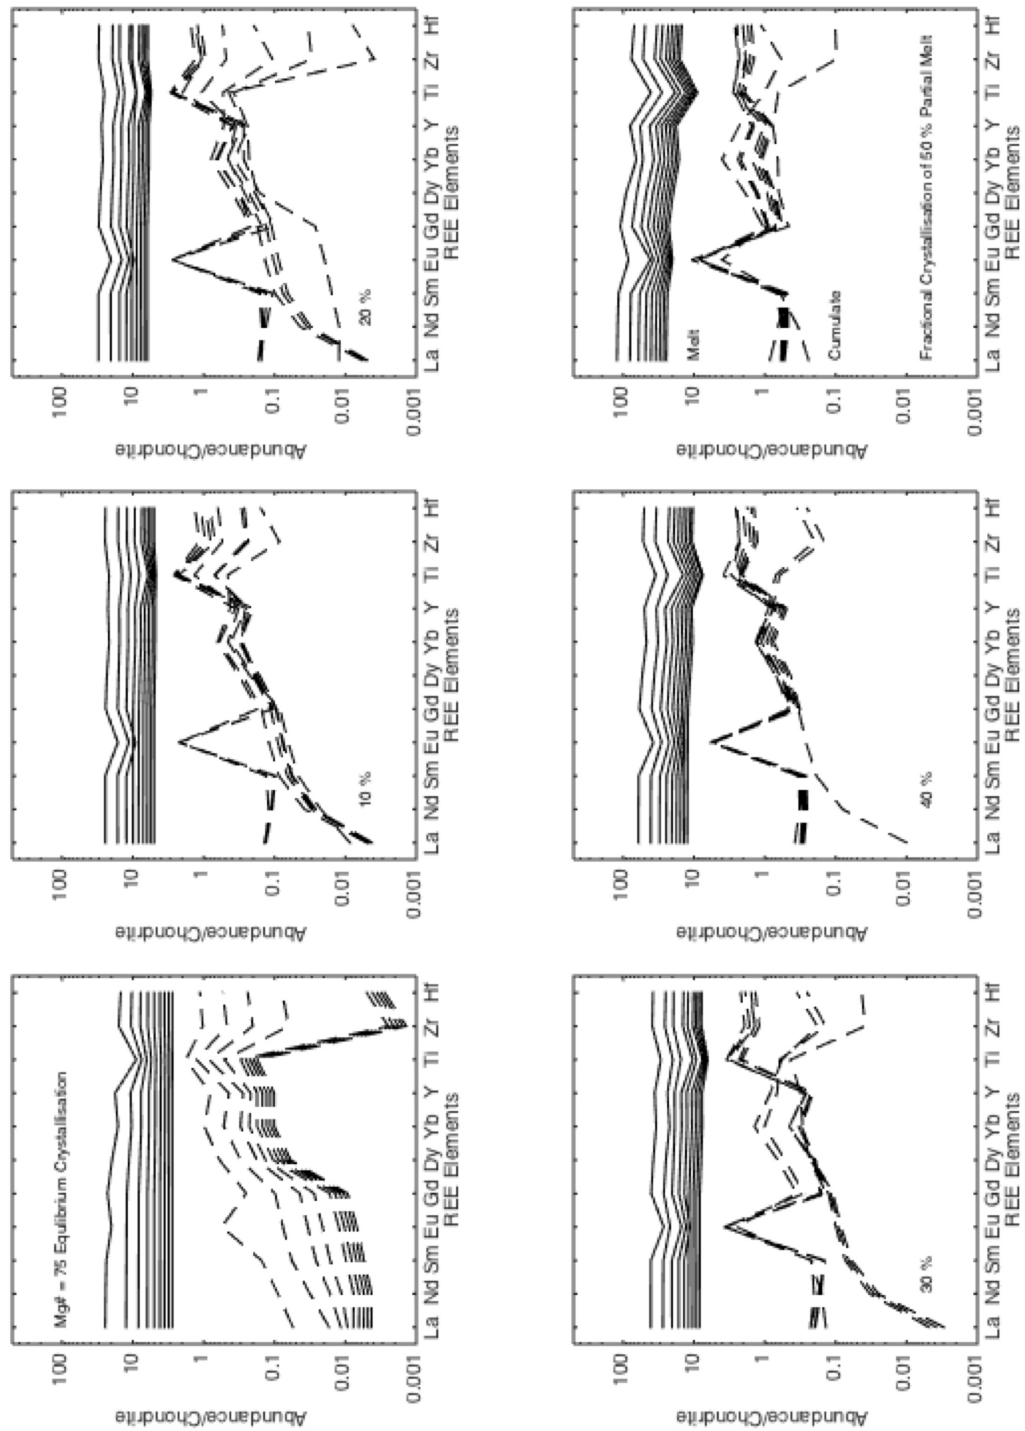 Mg# = 75 Equilibrium Crystallisation
100
10
1
0.1
0.01
0.001
Abundance/Chondrite
La Nd Sm Eu Gd Dy Yb Y Ti Zr Hf
REE Elements
10 %
100
10
1
0.1
0.01
0.001
Abundance/Chondrite
La Nd Sm Eu Gd Dy Yb Y Ti Zr Hf
REE Elements
20 %
100
10
1
0.1
0.01
0.001
Abundance/Chondrite
La Nd Sm Eu Gd Dy Yb Y Ti Zr Hf
REE Elements
30 %
100
10
1
0.1
0.01
0.001
Abundance/Chondrite
La Nd Sm Eu Gd Dy Yb Y Ti Zr Hf
REE Elements
40 %
100
10
1
0.1
0.01
0.001
Abundance/Chondrite
La Nd Sm Eu Gd Dy Yb Y Ti Zr Hf
REE Elements
Melt
Cumulate
Fractional Crystallisation of 50 % Partial Melt
100
10
1
0.1
0.01
0.001
Abundance/Chondrite
La Nd Sm Eu Gd Dy Yb Y Ti Zr Hf
REE Elements